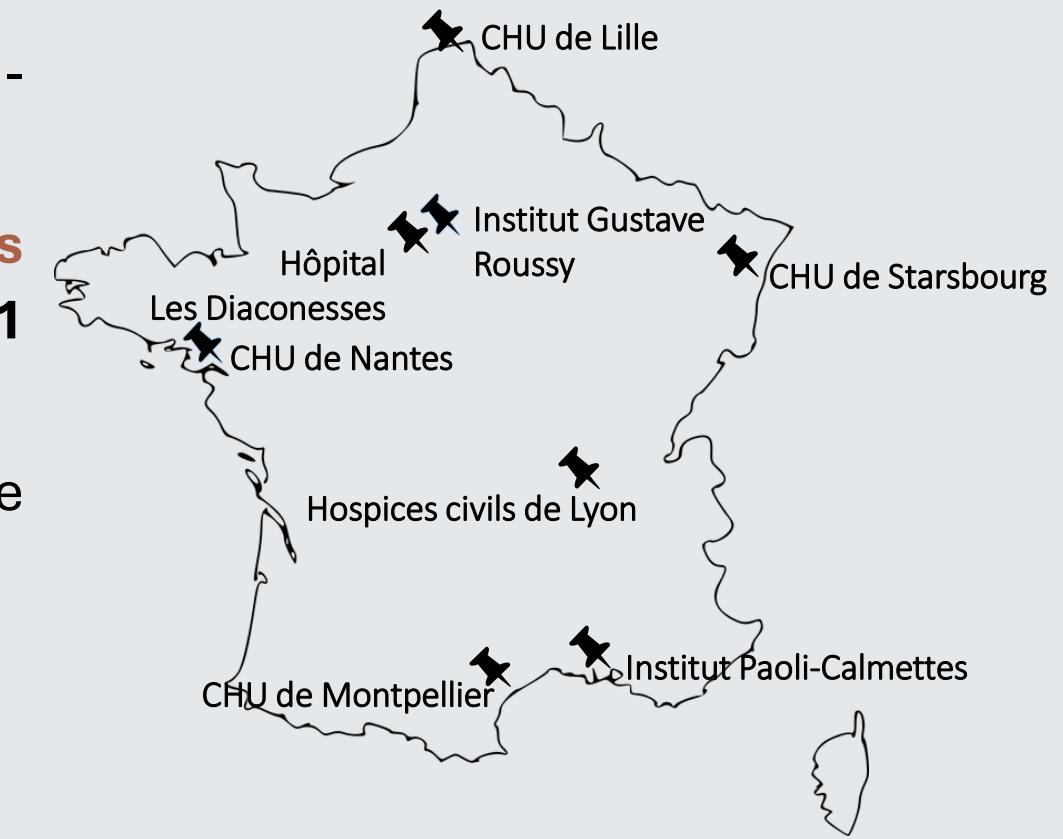 CHU de Lille
-
Institut Gustave
Roussy
s
Hôpital
Les Diaconesses
CHU de Starsbourg
1
CHU de Nantes
e
Hospices civils de Lyon
Institut Paoli-Calmettes
CHU de Montpellier